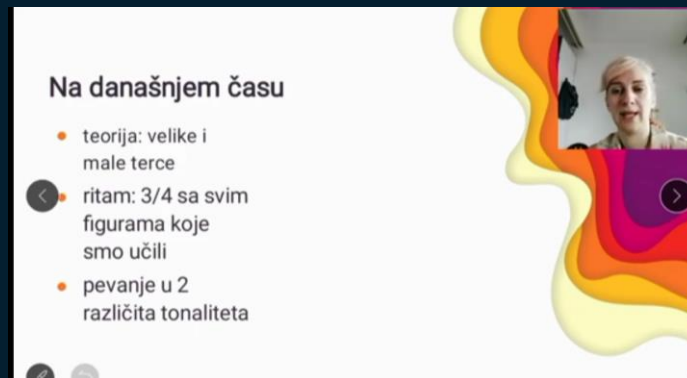 Na današnjem času
teorija: velike i
male terce
ritam: 3/4 sa svim
figurama koje
smo učili
pevanje u 2
različita tonaliteta